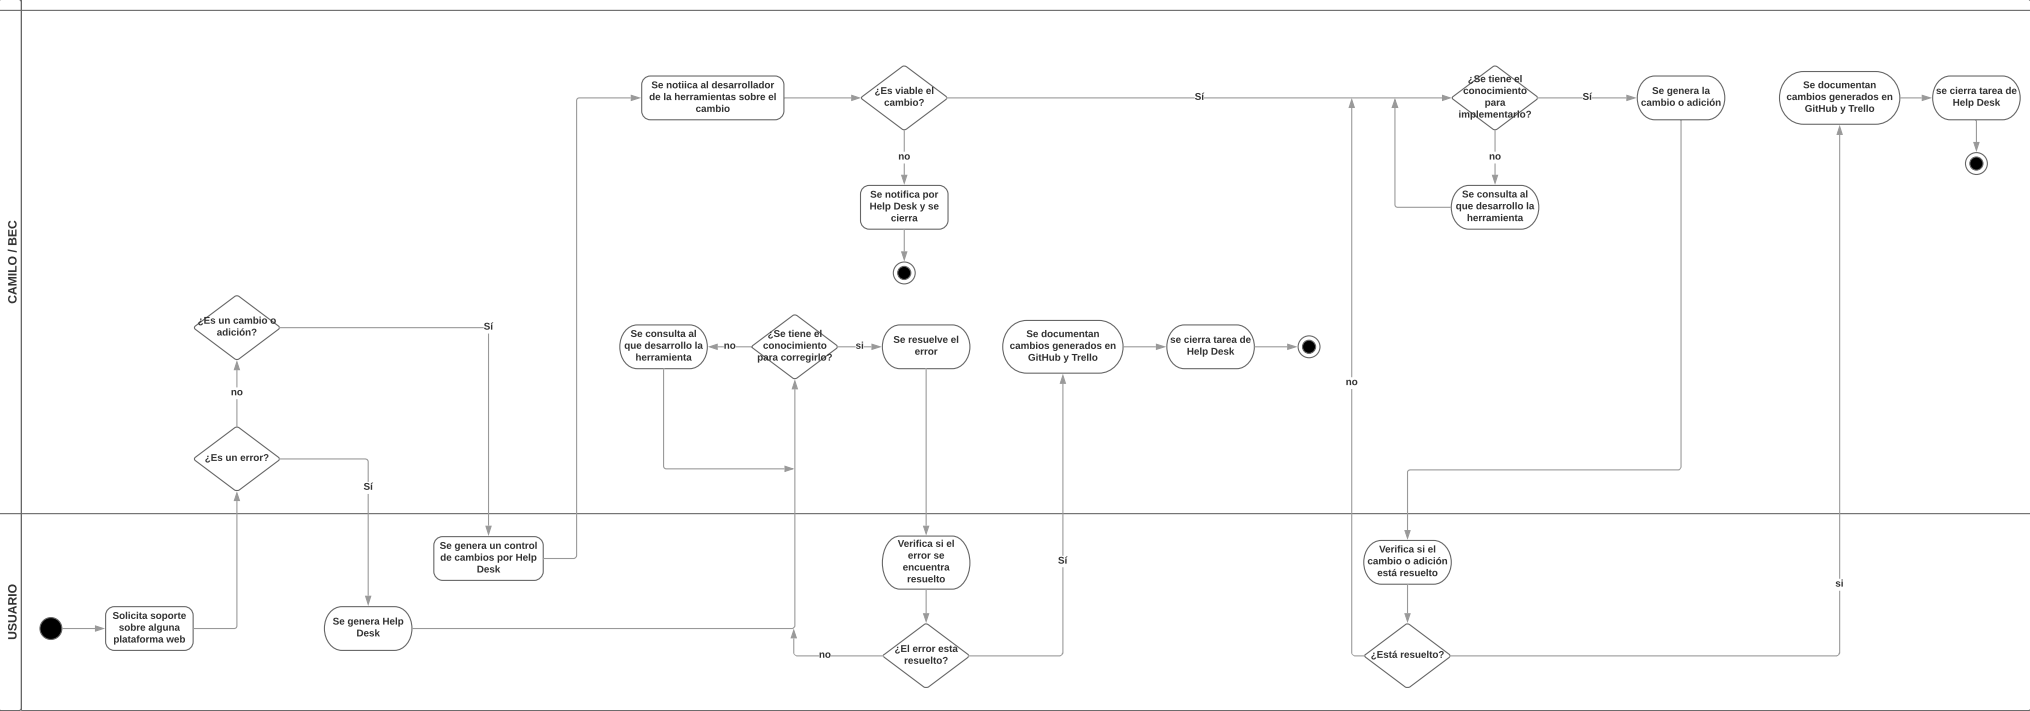 CAMILO / BEC
Se notiica al desarrollador
de la herramientas sobre el
cambio
¿Es viable el
cambio?
Sí
¿Se tiene el
conocimiento
para
implementarlo?
Sí
Se genera la
cambio o adición
Se documentan
cambios generados en
GitHub y Trello
se cierra tarea de
Help Desk
no
Se notifica por
Help Desk y se
cierra
no
Se consulta al
que desarrollo la
herramienta
¿Es un cambio o
adición?
Sí
Se consulta al
que desarrollo la
herramienta
no
¿Se tiene el
conocimiento
para corregirlo?
si
Se resuelve el
error
Se documentan
cambios generados en
GitHub y Trello
se cierra tarea de
Help Desk
no
no
¿Es un error?
Sí
USUARIO
Solicita soporte
sobre alguna
plataforma web
Se genera Help
Desk
Se genera un control
de cambios por Help
Desk
Verifica si el
error se
encuentra
resuelto
Sí
no
¿El error esta
resuelto?
Verifica si el
cambio o adición
está resuelto
¿Está resuelto?
si